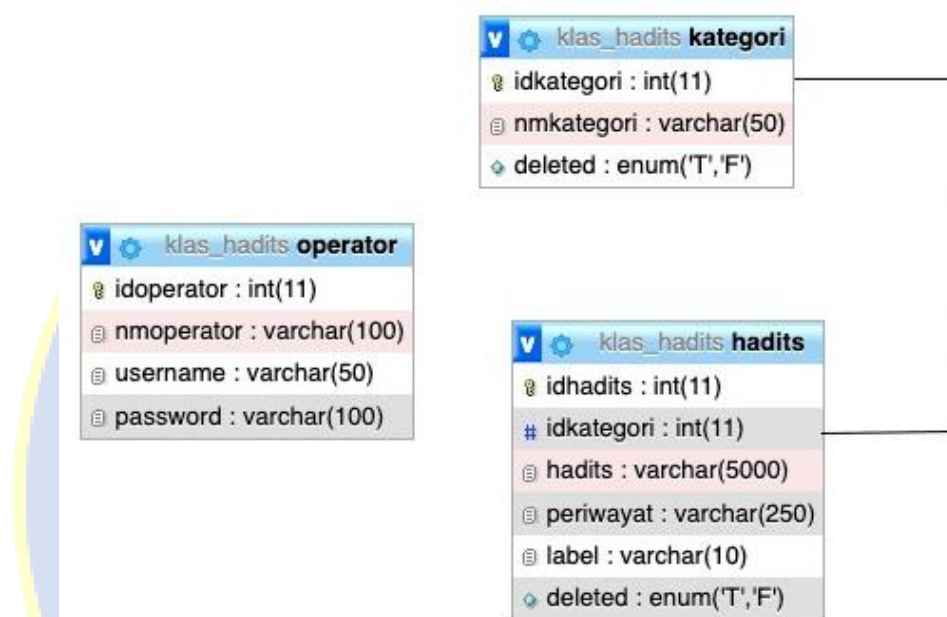 klas_hadits kategori
idkategori : int(11)
nmkategori : varchar(50)
deleted : enum('T','F')
klas_hadits operator
idoperator : int(11)
nmoperator : varchar(100)
username : varchar(50)
password : varchar(100)
klas_hadits hadits
idhadits : int(11)
# idkategori : int(11)
hadits : varchar(5000)
periwayat : varchar(250)
label : varchar(10)
deleted : enum('T','F')